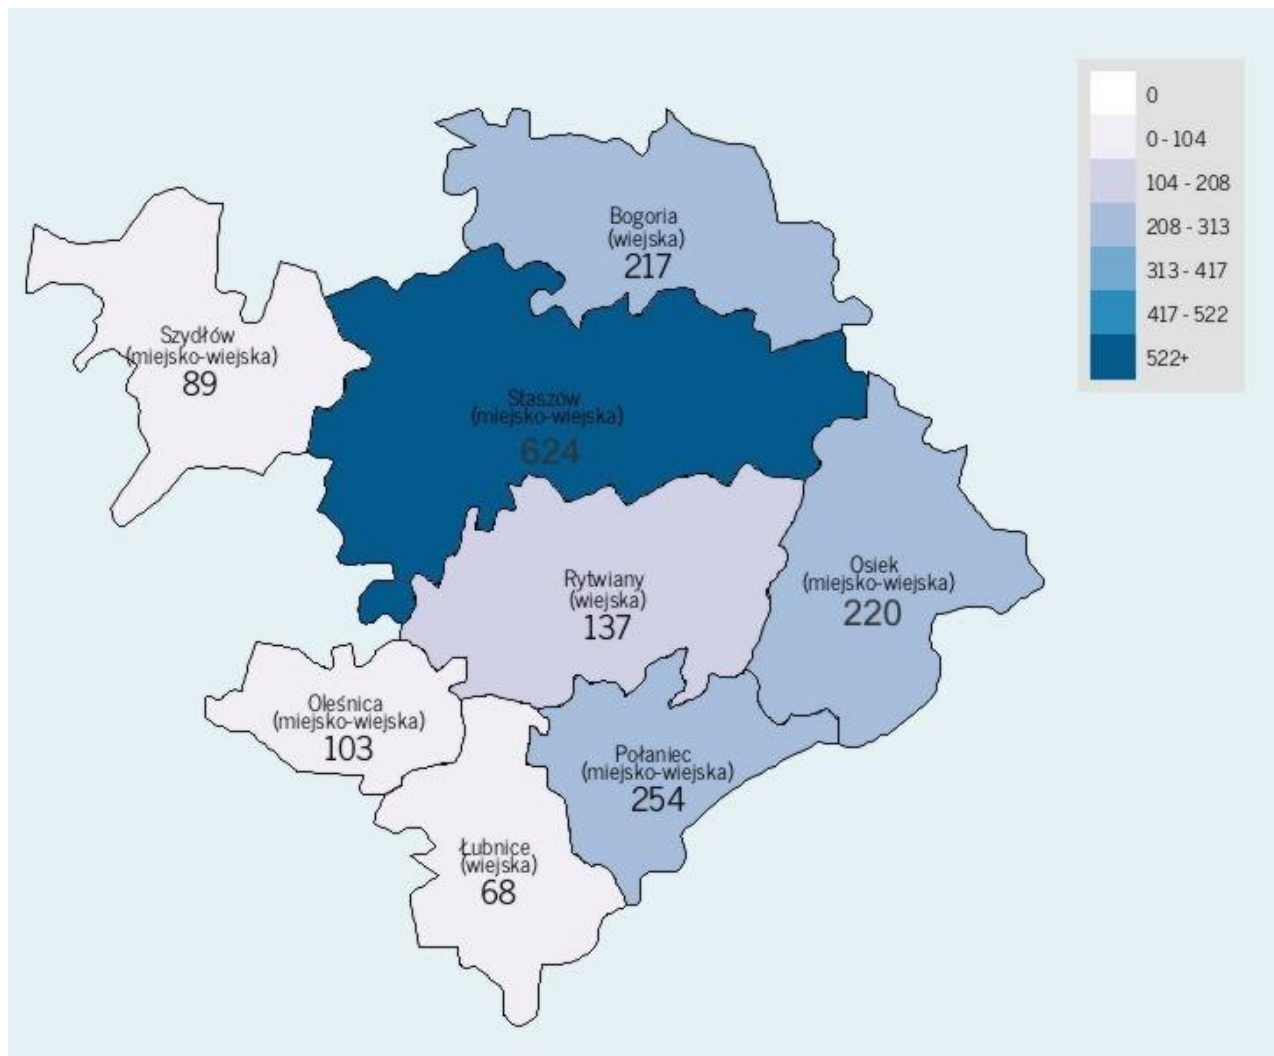 0
0 - 104
104 - 208
208 - 313
313 - 417
417 - 522
522+
Bogoria
(wiejska)
217
Szydłów
(miejsko-wiejska)
89
Staszów
(miejsko-wiejska)
624
Osiek
(miejsko-wiejska)
220
Rytwiany
(wiejska)
137
Oleśnica
(miejsko-wiejska)
103
Połaniec
(miejsko-wiejska)
254
Łubnice
(wiejska)
68